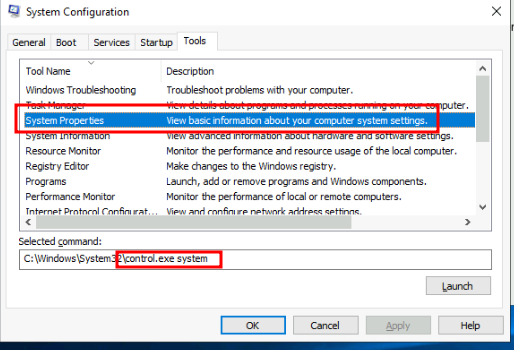 System Configuration
General Boot Services Startup Tools
Tool Name Description
Windows Troubleshooting Troubleshoot problems with your computer.
Task Manager View details about programs and processes running on your computer.
System Properties View basic information about your computer system settings.
System Information View advanced information about hardware and software settings.
Resource Monitor Monitor the performance and resource usage of the local computer.
Registry Editor Make changes to the Windows registry.
Programs Launch, add or remove programs and Windows components.
Performance Monitor Monitor the performance of local or remote computers.
Internet Protocol Configurat... View and configure network address settings.
Selected command:
C:\Windows\System32\control.exe system
Launch
OK Cancel Apply Help